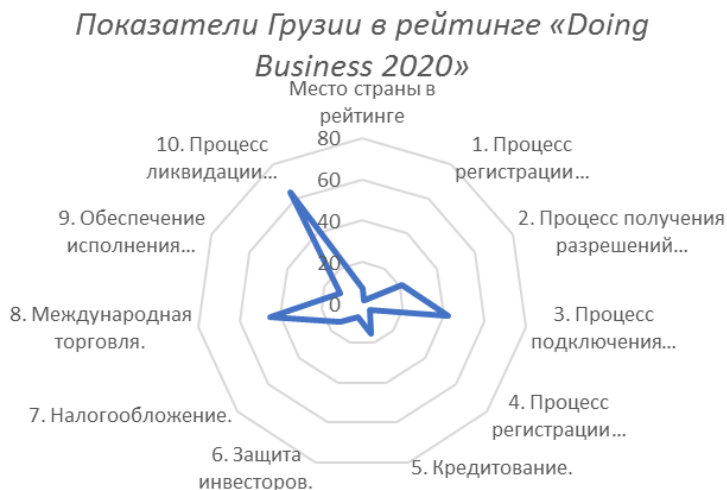 Показатели Грузии в рейтинге «Doing
Business 2020»
Место страны в
рейтинге
1. Процесс
регистрации...
2. Процесс получения
разрешений...
3. Процесс
подключения...
4. Процесс
регистрации...
5. Кредитование.
6. Защита
инвесторов.
7. Налогообложение.
8. Международная
торговля.
9. Обеспечение
исполнения...
10. Процесс
ликвидации...
80
60
40
20
0